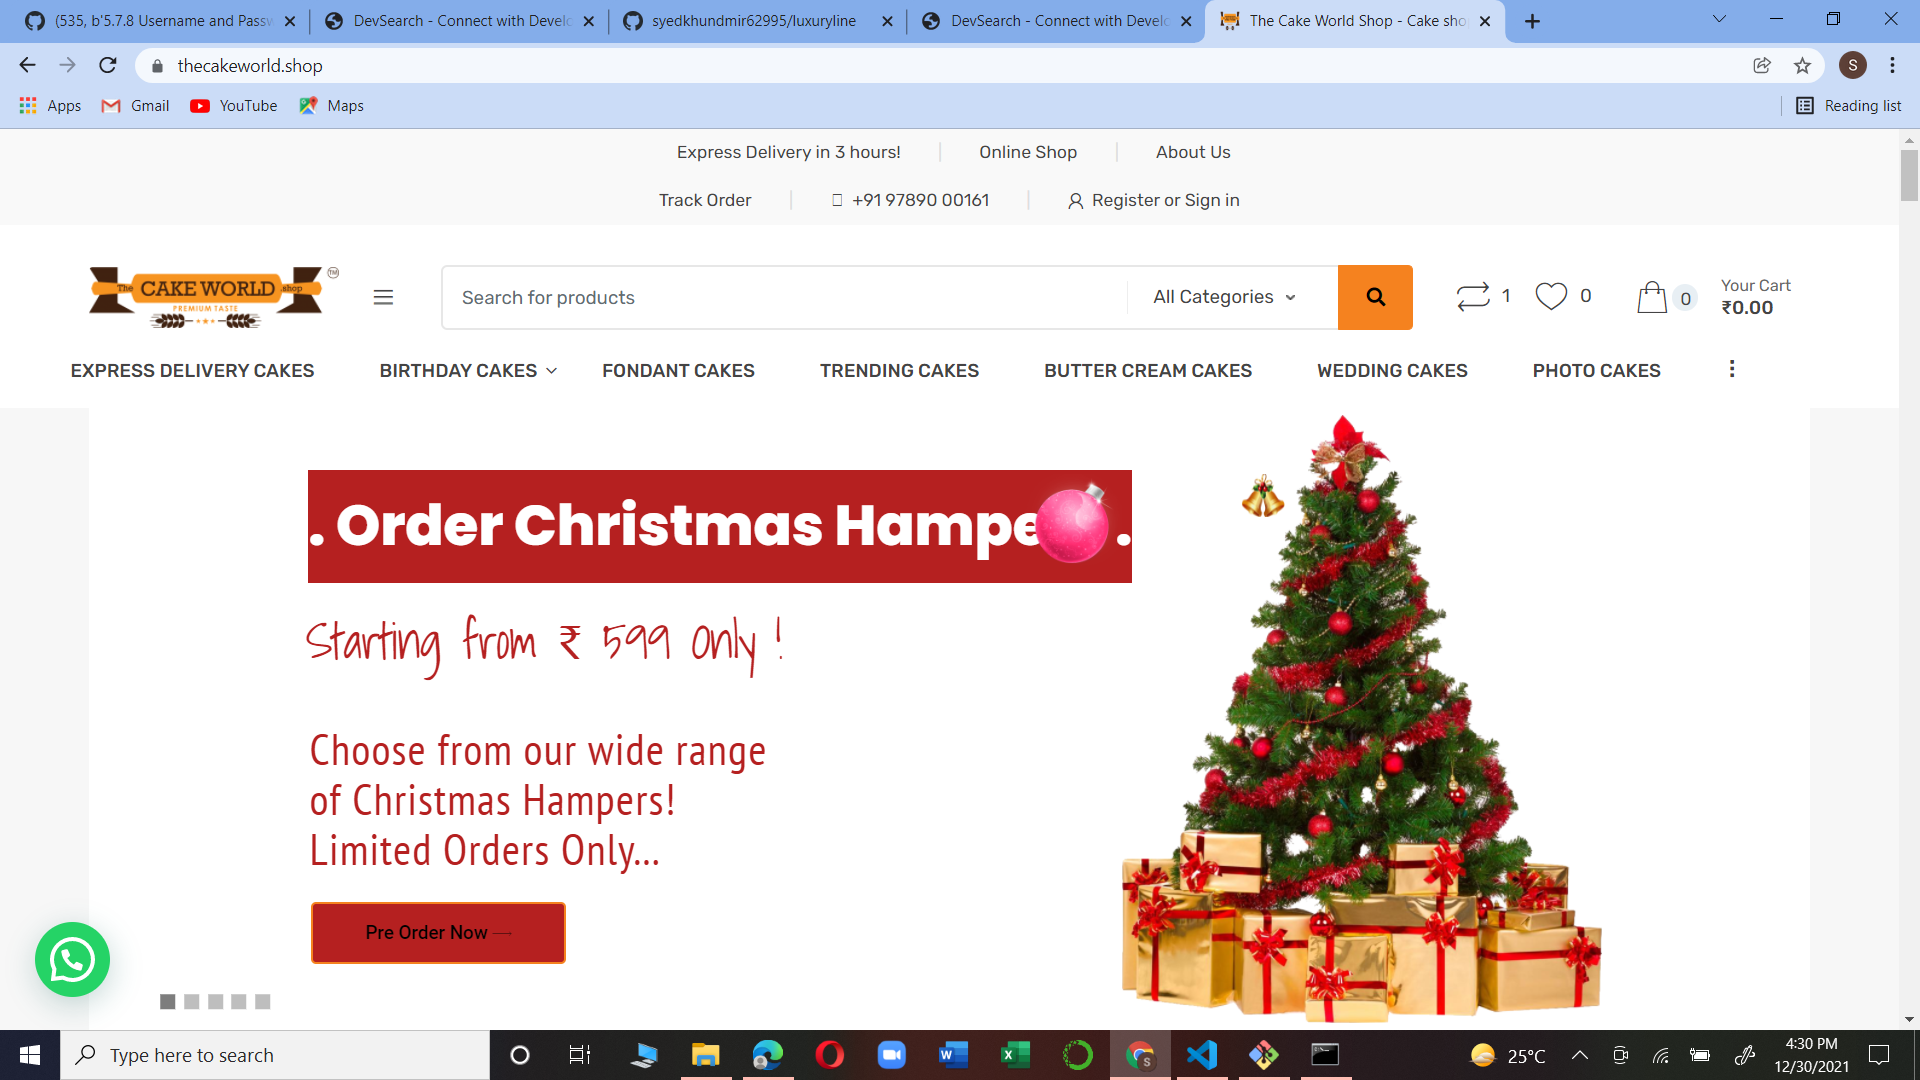 (535, b'5.7.8 Username and Passw
DevSearch - Connect with Develo
syedkhundmir62995/luxuryline
DevSearch - Connect with Develo
The Cake World Shop - Cake sho
thecakeworld.shop
S
Apps
Gmail
YouTube
Maps
Reading list
Express Delivery in 3 hours!
Online Shop
About Us
Track Order
+91 97890 00161
Register or Sign in
The CAKE WORLD .shop TM
PREMIUM TASTE
Search for products
All Categories
1
0
0
Your Cart
₹0.00
EXPRESS DELIVERY CAKES
BIRTHDAY CAKES
FONDANT CAKES
TRENDING CAKES
BUTTER CREAM CAKES
WEDDING CAKES
PHOTO CAKES
. Order Christmas Hampe .
Starting from ₹ 599 Only !
Choose from our wide range
of Christmas Hampers!
Limited Orders Only...
Pre Order Now
Type here to search
25°C
4:30 PM
12/30/2021